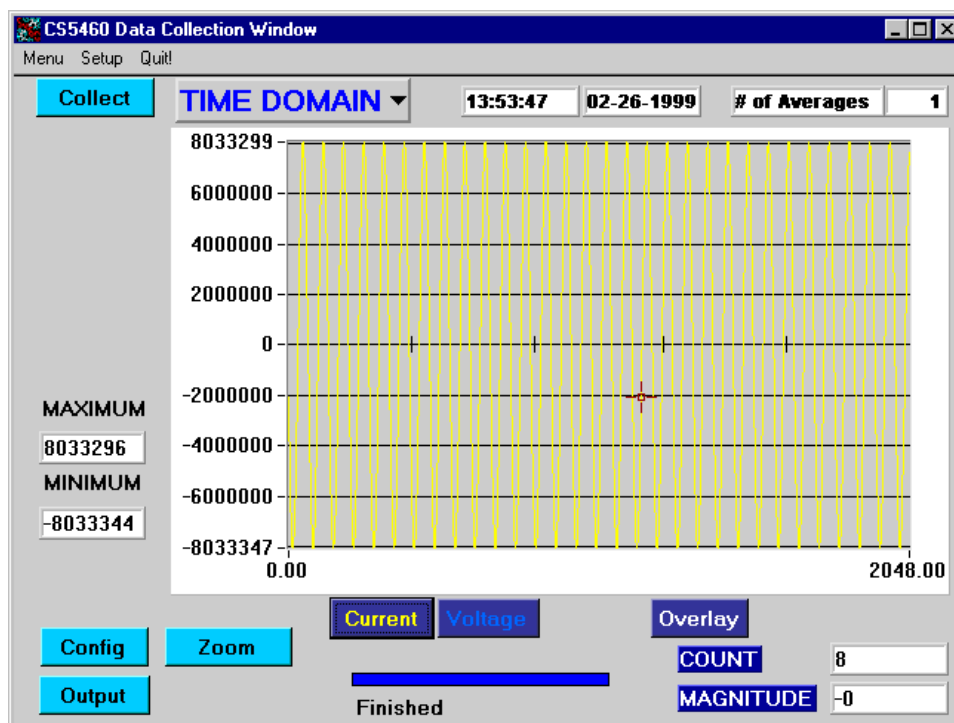 CS5460 Data Collection Window
Menu Setup Quit!
Collect
TIME DOMAIN
13:53:47
02-26-1999
# of Averages
1
8033299
6000000
4000000
2000000
0
-2000000
-4000000
-6000000
-8033347
0.00
2048.00
MAXIMUM
8033296
MINIMUM
-8033344
Current
Voltage
Overlay
Config
Zoom
COUNT
8
Output
Finished
MAGNITUDE
-0